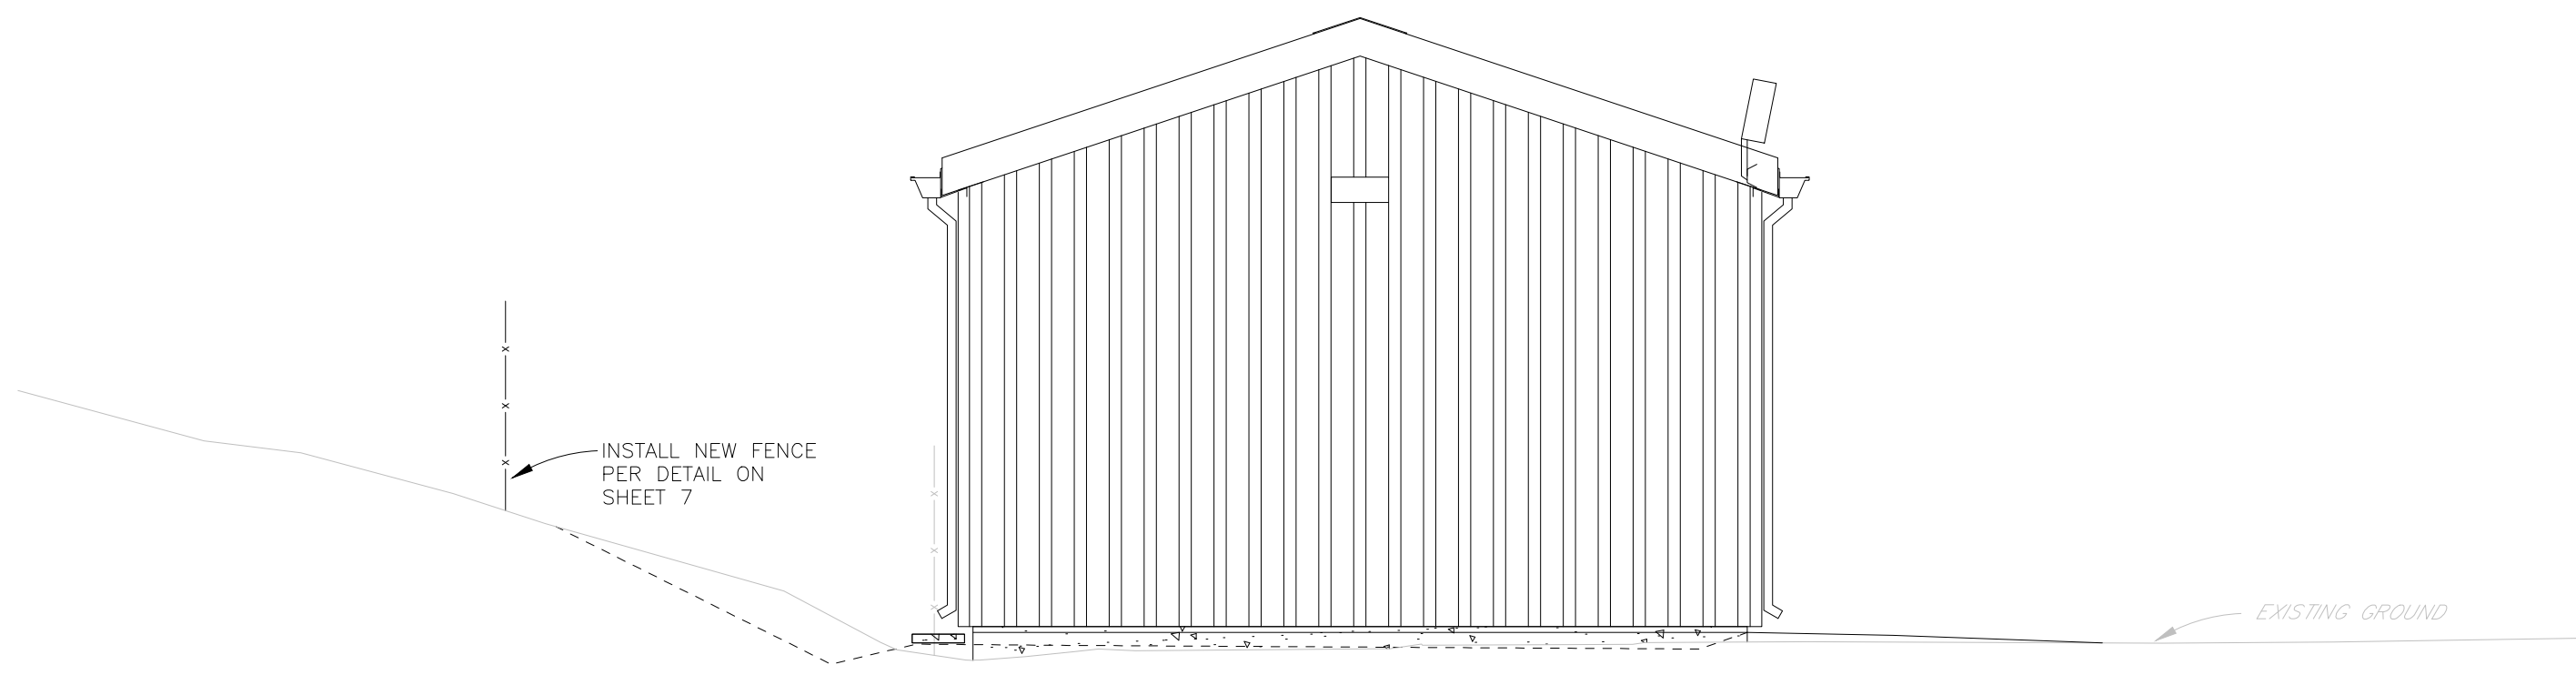 INSTALL NEW FENCE
PER DETAIL ON
SHEET 7
EXISTING GROUND